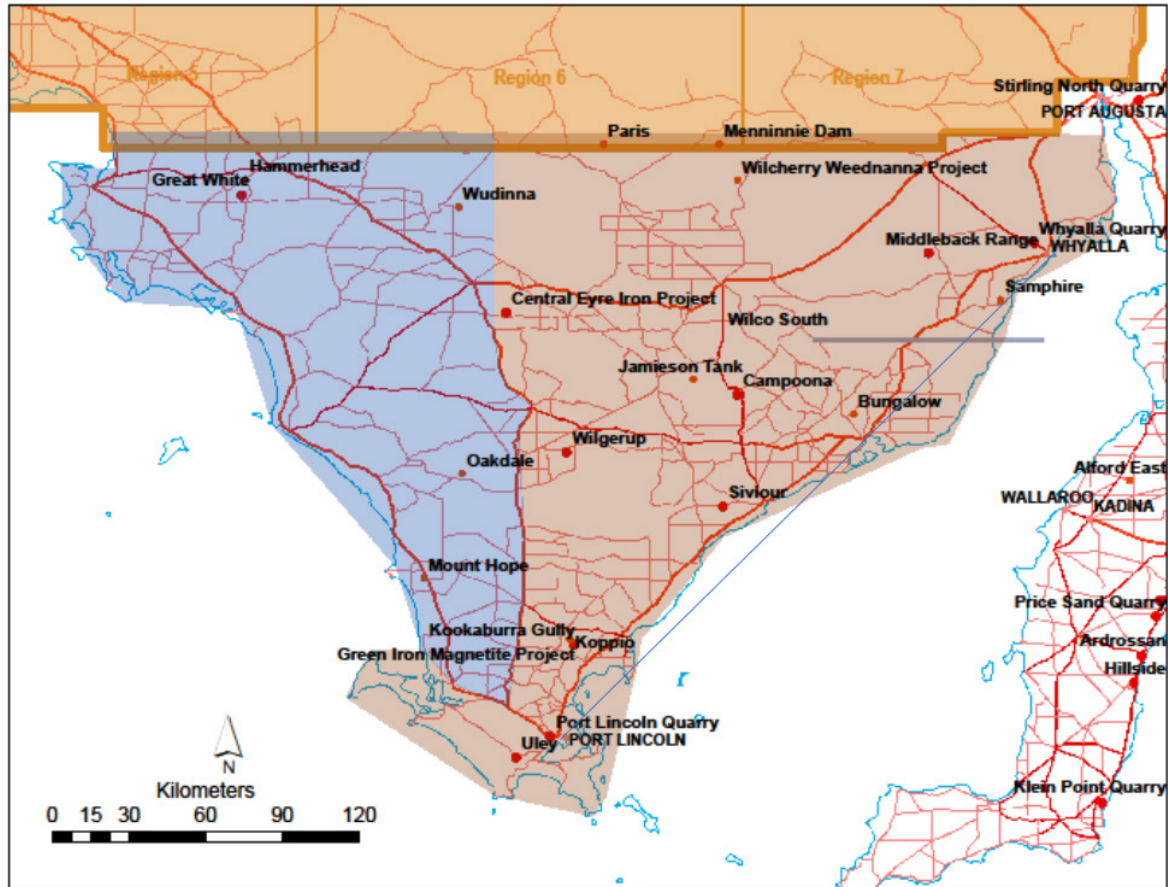 Region 5
Region 6
Region 7
Stirling North Quarry
PORT AUGUSTA
Paris
Menninnie Dam
Hammerhead
Great White
Wudinna
Wilcherry Weednanna Project
Whyalla Quarry
Middleback Range
WHYALLA
Samphire
Central Eyre Iron Project
Wilco South
Jamieson Tank
Campoona
Bungalow
Wilgerup
Oakdale
Alford East
Siviour
WALLAROO
KADINA
Mount Hope
Price Sand Quarry
Kookaburra Gully
Koppio
Ardrossan
Green Iron Magnetite Project
Hillside
Port Lincoln Quarry
Uley
PORT LINCOLN
N
Kilometers
Klein Point Quarry
0 15 30 60 90 120